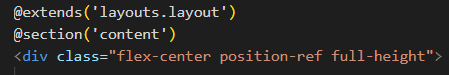 @extends('layouts.layout')
@section('content')
<div class="flex-center position-ref full-height">